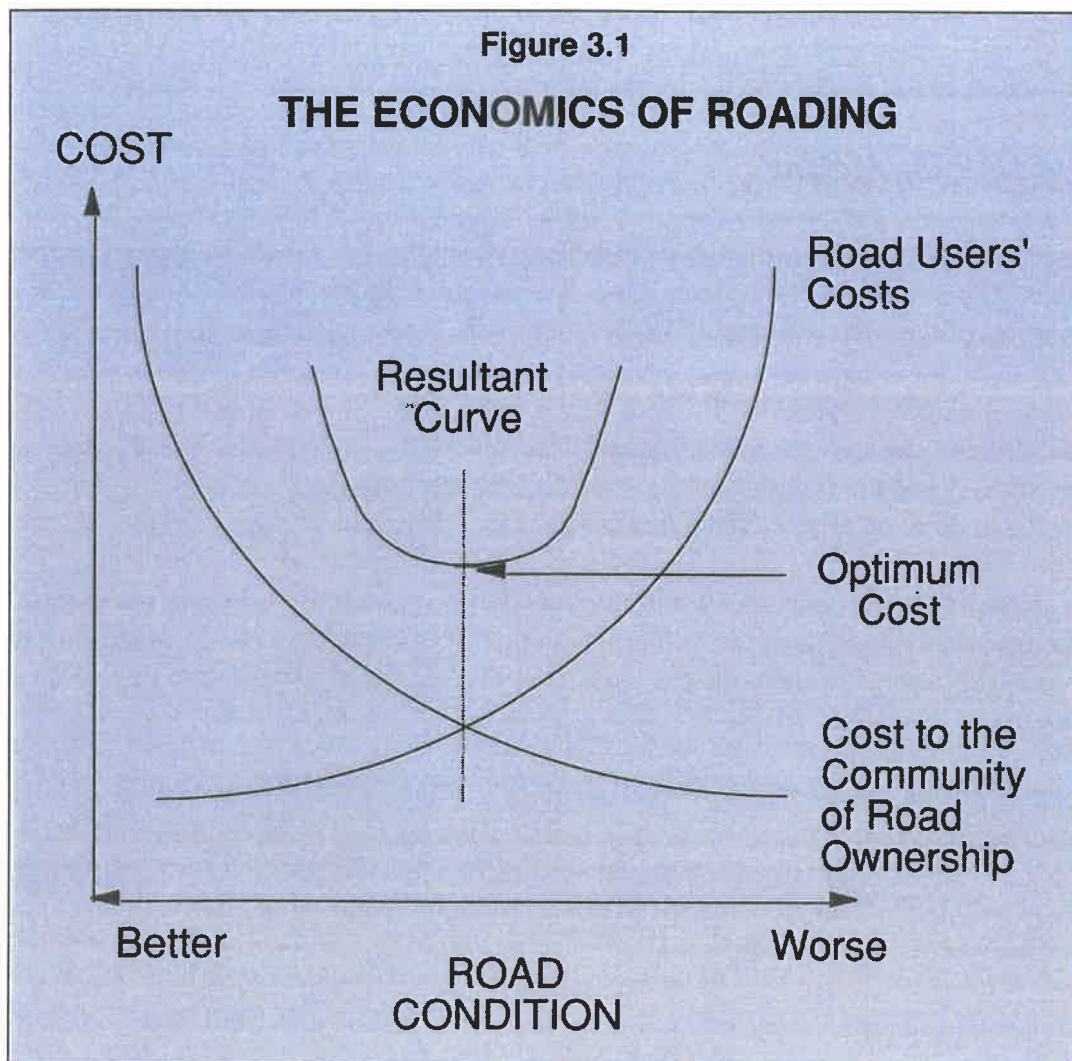 Figure 3.1
THE ECONOMICS OF ROADING
COST
Road Users'
Costs
Resultant
Curve
Optimum
Cost
Cost to the
Community
of Road
Ownership
Better
Worse
ROAD
CONDITION